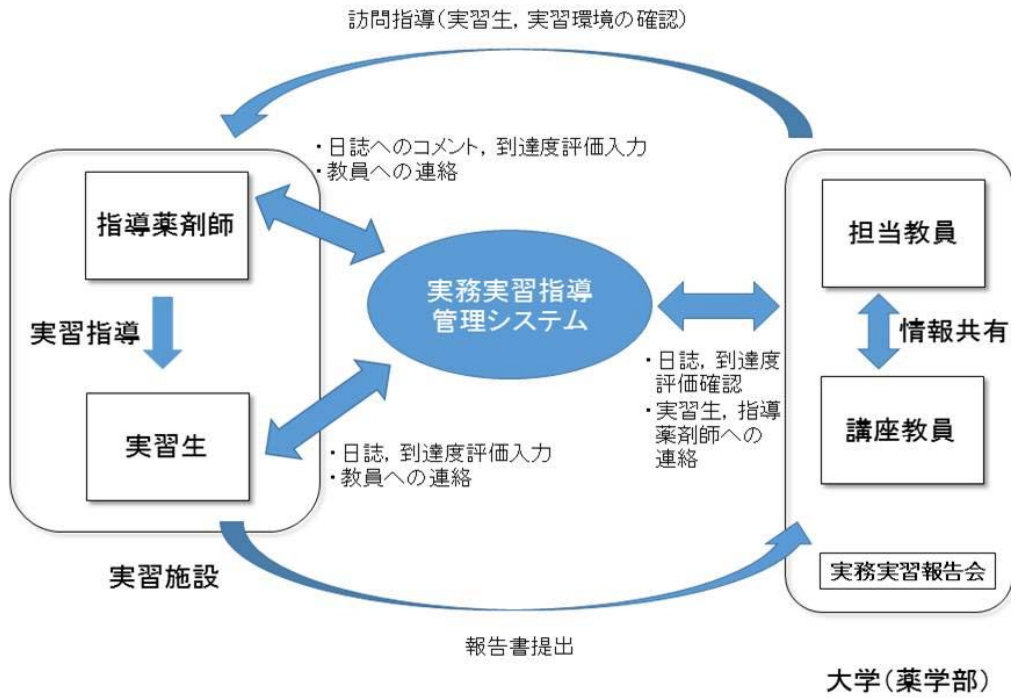 訪問指導(実習生, 実習環境の確認)
・日誌へのコメント, 到達度評価入力
・教員への連絡
指導薬剤師
実習指導
実習生
実習施設
実務実習指導
管理システム
・日誌, 到達度評価入力
・教員への連絡
・日誌, 到達度
評価確認
・実習生, 指導
薬剤師への
連絡
担当教員
情報共有
講座教員
実務実習報告会
報告書提出
大学(薬学部)